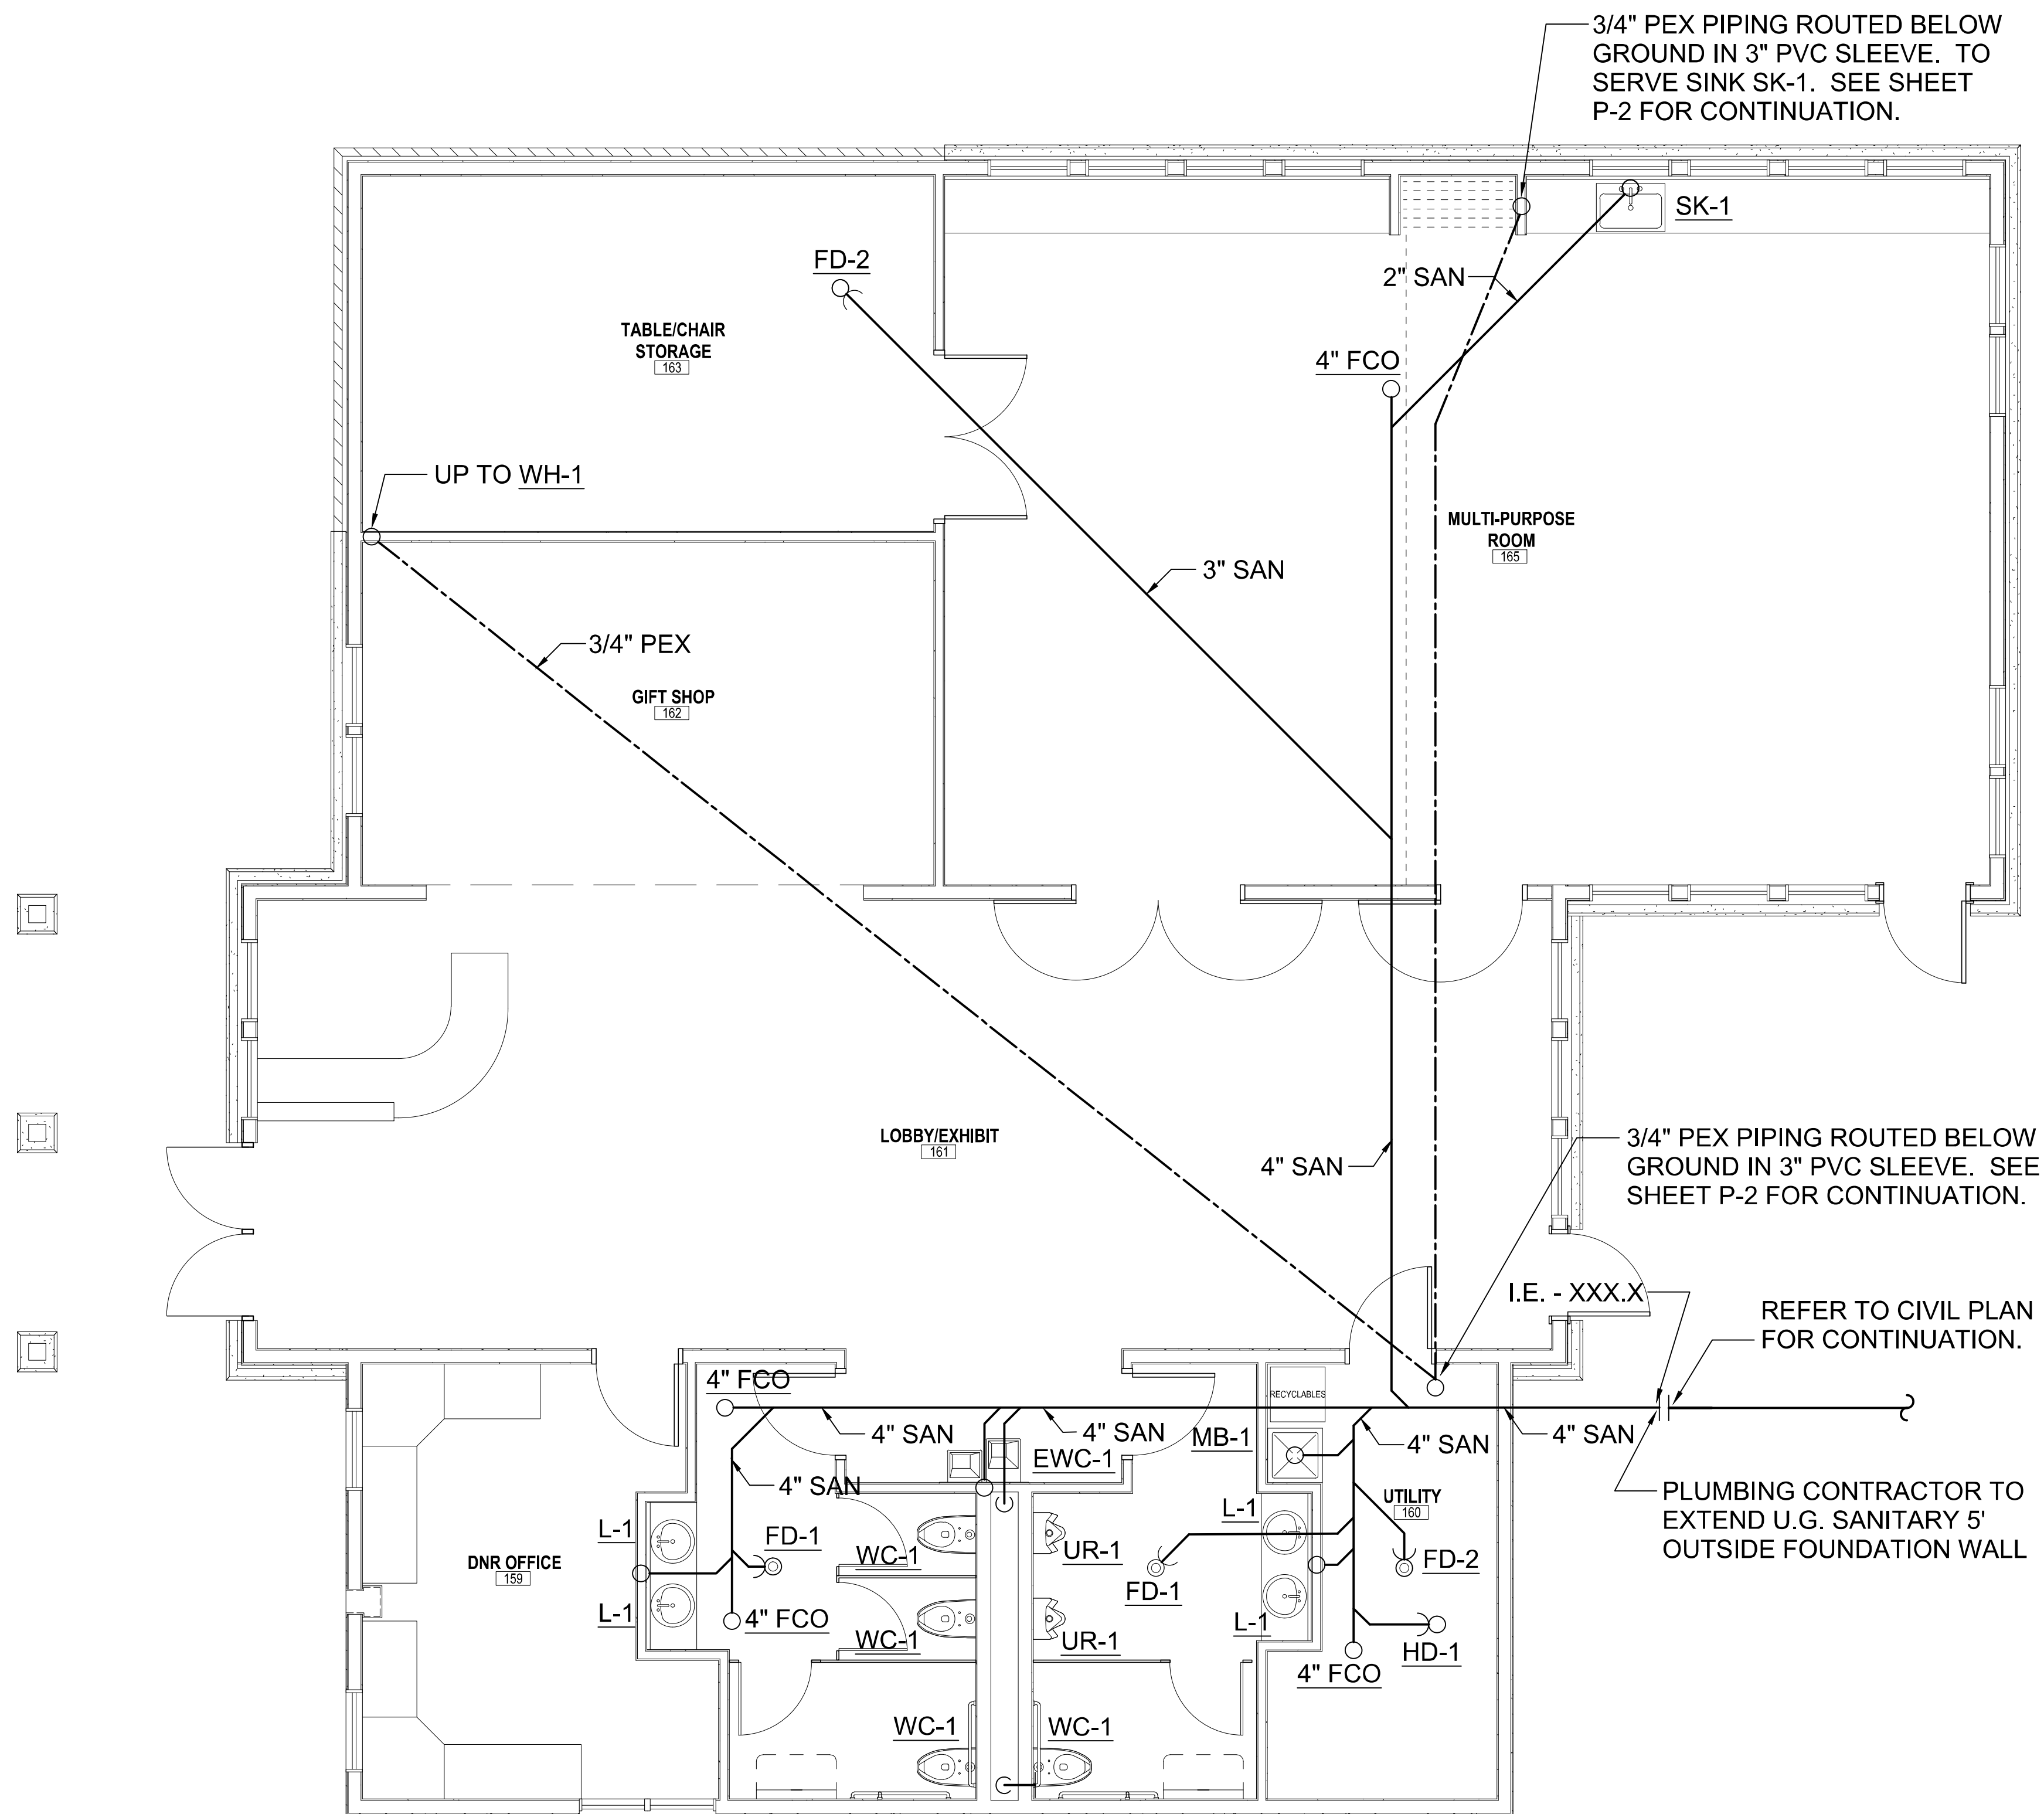 3/4" PEX PIPING ROUTED BELOW
GROUND IN 3" PVC SLEEVE.  TO
SERVE SINK SK-1.  SEE SHEET
P-2 FOR CONTINUATION.
SK-1
FD-2
2" SAN
TABLE/CHAIR
STORAGE
163
4" FCO
UP TO WH-1
MULTI-PURPOSE
ROOM
165
3" SAN
3/4" PEX
GIFT SHOP
162
LOBBY/EXHIBIT
161
4" SAN
3/4" PEX PIPING ROUTED BELOW
GROUND IN 3" PVC SLEEVE.  SEE
SHEET P-2 FOR CONTINUATION.
I.E. - XXX.X
REFER TO CIVIL PLAN
FOR CONTINUATION.
4" FCO
RECYCLABLES
4" SAN
4" SAN
MB-1
4" SAN
4" SAN
EWC-1
4" SAN
PLUMBING CONTRACTOR TO
EXTEND U.G. SANITARY 5'
OUTSIDE FOUNDATION WALL
UTILITY
160
L-1
FD-1
WC-1
UR-1
L-1
DNR OFFICE
159
FD-1
FD-2
L-1
4" FCO
WC-1
UR-1
L-1
HD-1
4" FCO
WC-1
WC-1